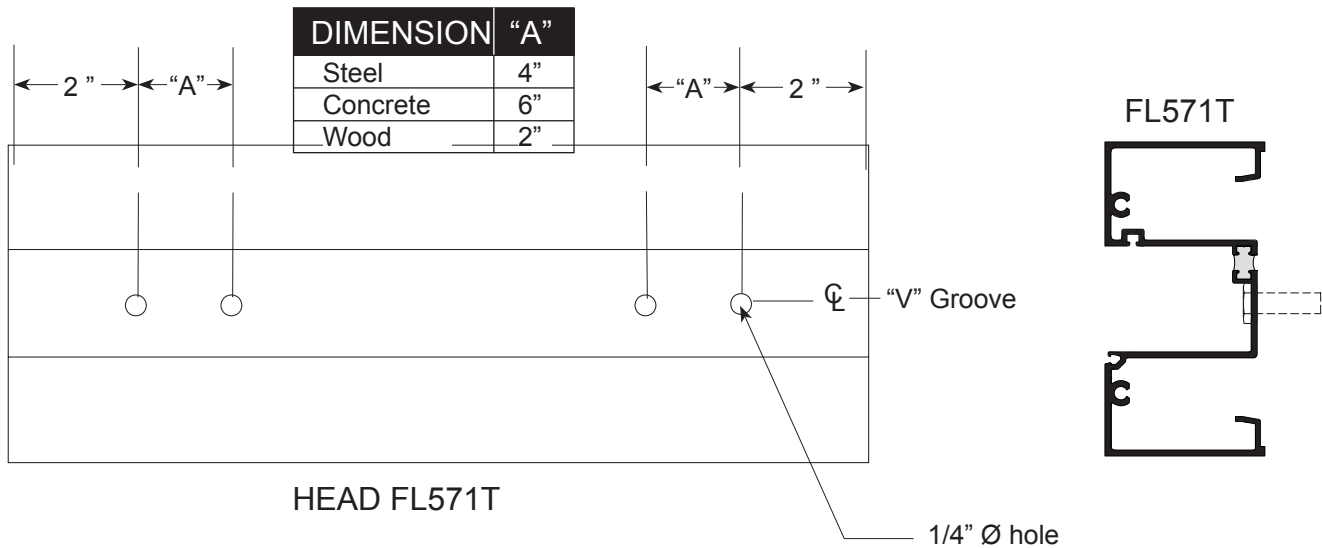 DIMENSION “A”
Steel 4”
Concrete 6”
Wood 2”
2 ” “A” “A” 2 ”
FL571T
℄ “V” Groove
HEAD FL571T
1/4” Ø hole